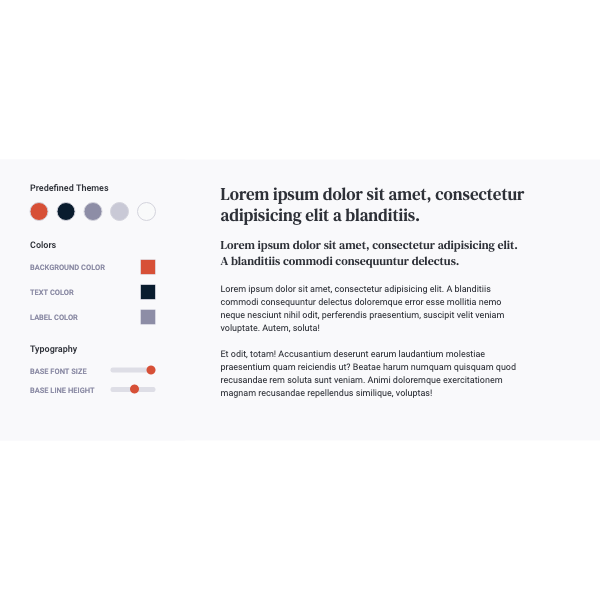 Predefined Themes
Colors
BACKGROUND COLOR
TEXT COLOR
LABEL COLOR
Typography
BASE FONT SIZE
BASE LINE HEIGHT
Lorem ipsum dolor sit amet, consectetur
adipisicing elit a blanditiis.
Lorem ipsum dolor sit amet, consectetur adipisicing elit.
A blanditiis commodi consequuntur delectus.
Lorem ipsum dolor sit amet, consectetur adipisicing elit. A blanditiis
commodi consequuntur delectus doloremque error esse mollitia nemo
neque nesciunt nihil odit, perferendis praesentium, suscipit velit veniam
voluptate. Autem, soluta!
Et odit, totam! Accusantium deserunt earum laudantium molestiae
praesentium quam reiciendis ut? Beatae harum numquam quisquam quod
recusandae rem soluta sunt veniam. Animi doloremque exercitationem
magnam recusandae repellendus similique, voluptas!